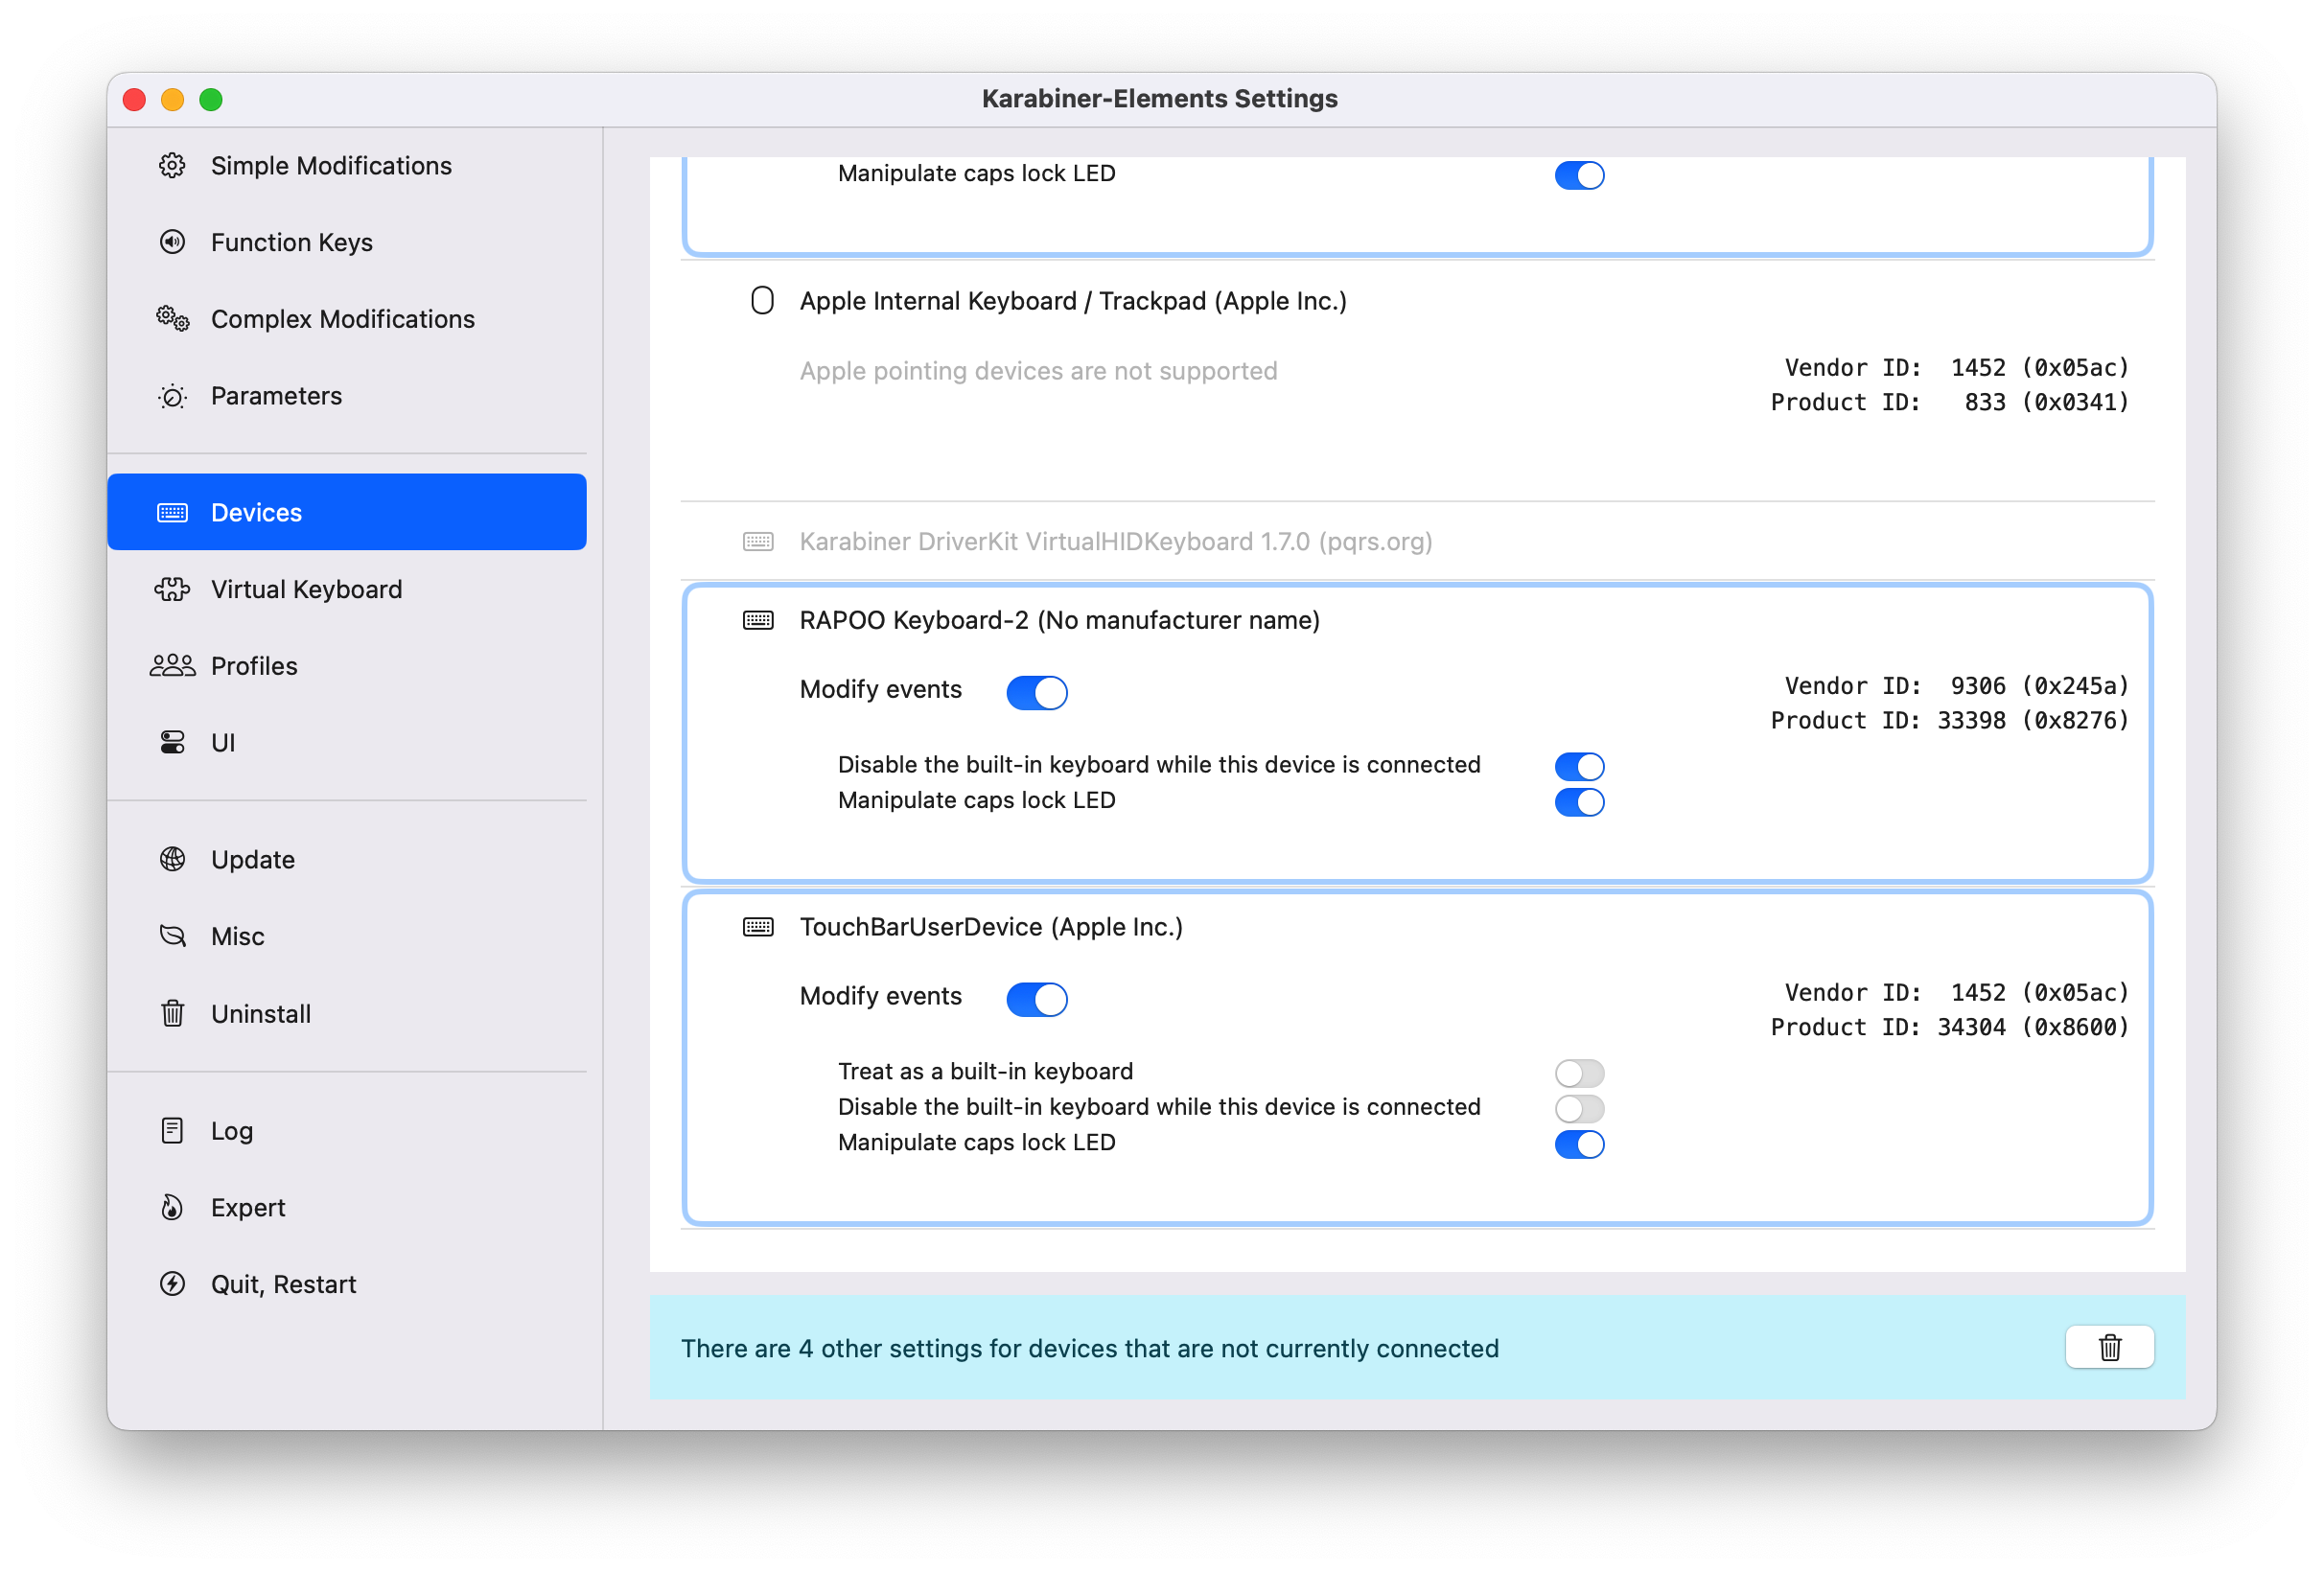 Karabiner-Elements Settings
Simple Modifications
Function Keys
Complex Modifications
Parameters
Devices
Virtual Keyboard
Profiles
UI
Update
Misc
Uninstall
Log
Expert
Quit, Restart
Manipulate caps lock LED
Apple Internal Keyboard / Trackpad (Apple Inc.)
Apple pointing devices are not supported
Vendor ID: 1452 (0x05ac)
Product ID: 833 (0x0341)
Karabiner DriverKit VirtualHIDKeyboard 1.7.0 (pqrs.org)
RAPOO Keyboard-2 (No manufacturer name)
Modify events
Vendor ID: 9306 (0x245a)
Product ID: 33398 (0x8276)
Disable the built-in keyboard while this device is connected
Manipulate caps lock LED
TouchBarUserDevice (Apple Inc.)
Modify events
Vendor ID: 1452 (0x05ac)
Product ID: 34304 (0x8600)
Treat as a built-in keyboard
Disable the built-in keyboard while this device is connected
Manipulate caps lock LED
There are 4 other settings for devices that are not currently connected